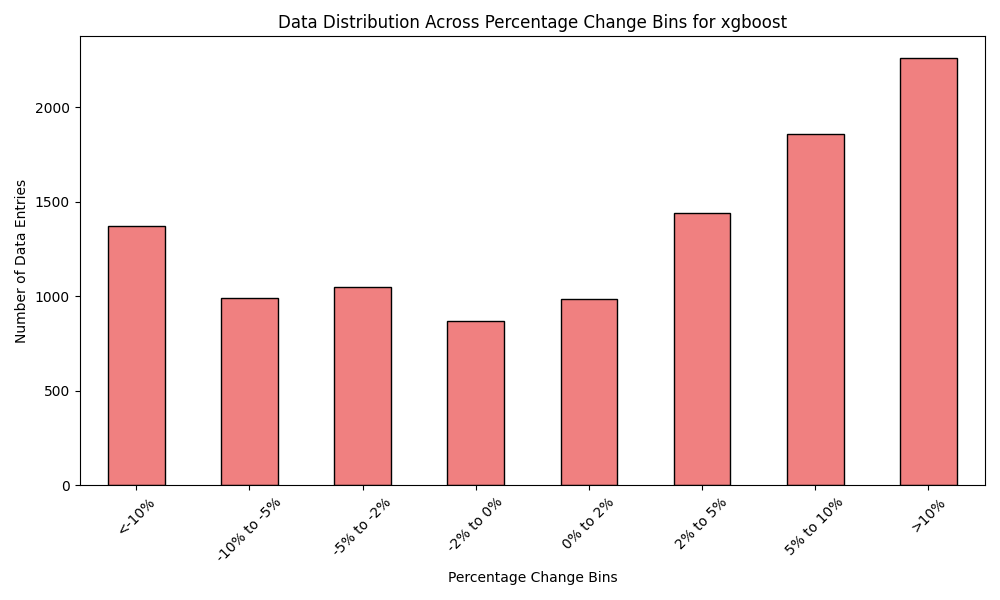 Data Distribution Across Percentage Change Bins for xgboost
Number of Data Entries
2000
1500
1000
500
0
<-10%
-10% to -5%
-5% to -2%
-2% to 0%
0% to 2%
2% to 5%
5% to 10%
>10%
Percentage Change Bins